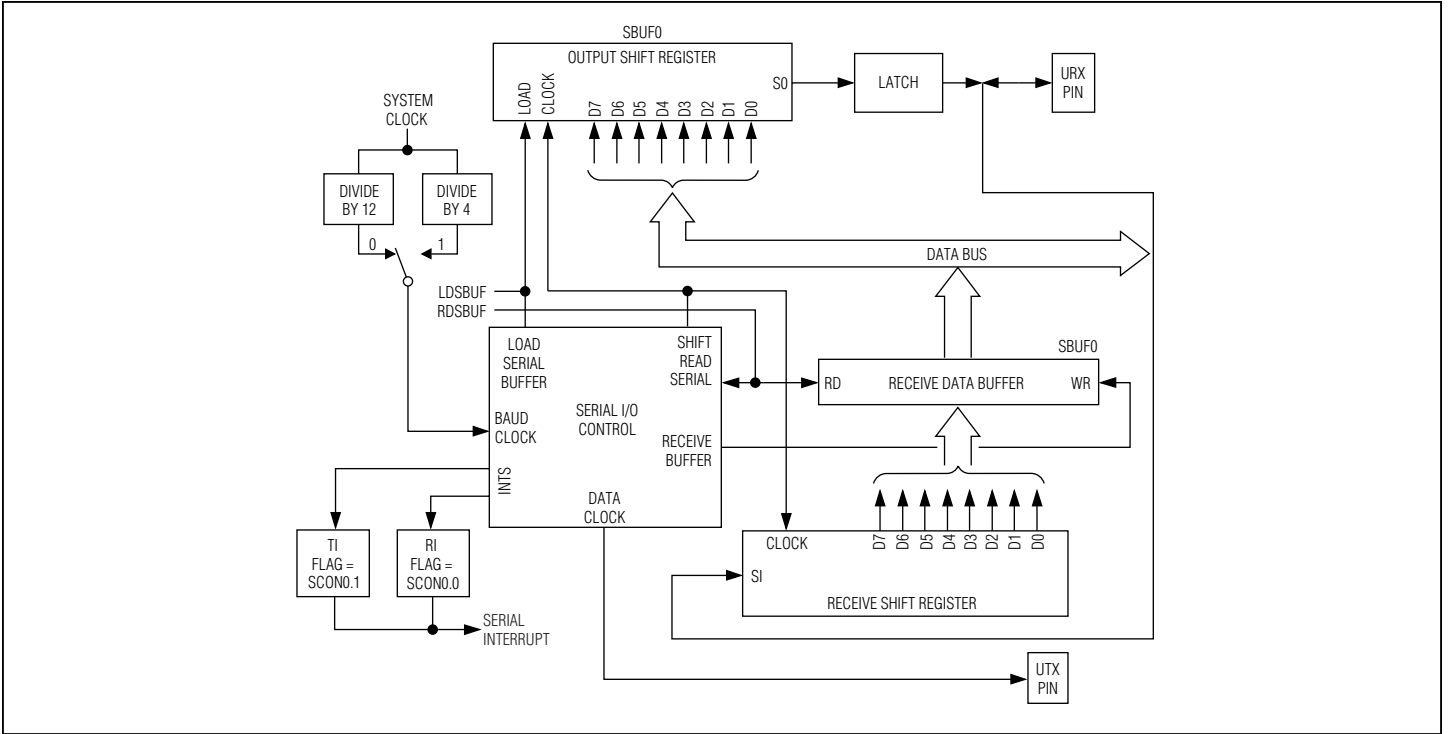 SBUF0
OUTPUT SHIFT REGISTER
LOAD
CLOCK
D7
D6
D5
D4
D3
D2
D1
D0
S0
LATCH
URX
PIN
SYSTEM
CLOCK
DIVIDE
BY 12
DIVIDE
BY 4
0
1
DATA BUS
LDSBUF
RDSBUF
LOAD
SERIAL
BUFFER
SHIFT
READ
SERIAL
BAUD
CLOCK
SERIAL I/O
CONTROL
RECEIVE
BUFFER
INTS
DATA
CLOCK
SBUF0
RD
RECEIVE DATA BUFFER
WR
TI
FLAG =
SCON0.1
RI
FLAG =
SCON0.0
SERIAL
INTERRUPT
CLOCK
D7
D6
D5
D4
D3
D2
D1
D0
SI
RECEIVE SHIFT REGISTER
UTX
PIN